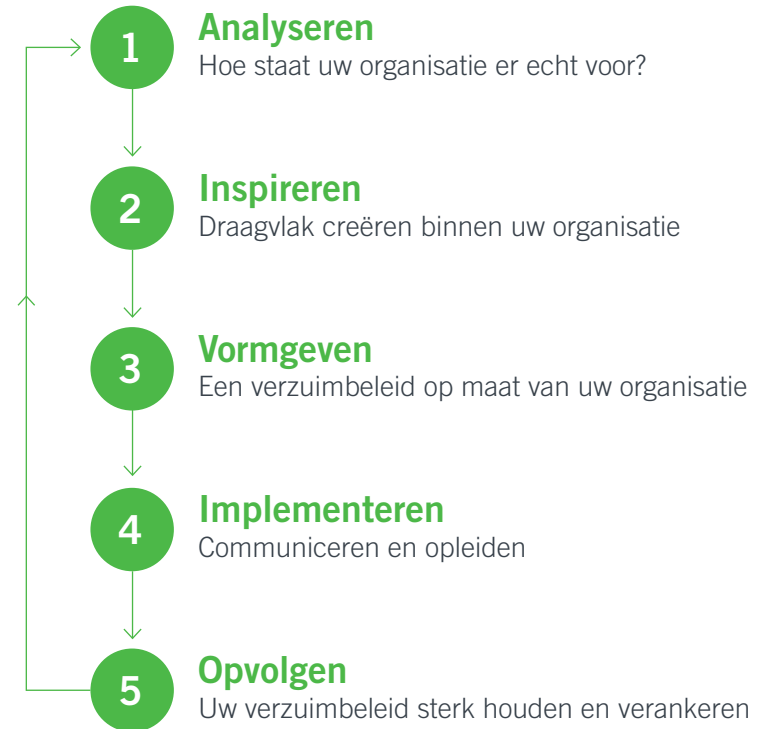 1
Analyseren
Hoe staat uw organisatie er echt voor?
2
Inspireren
Draagvlak creëren binnen uw organisatie
3
Vormgeven
Een verzuimbeleid op maat van uw organisatie
4
Implementeren
Communiceren en opleiden
5
Opvolgen
Uw verzuimbeleid sterk houden en verankeren